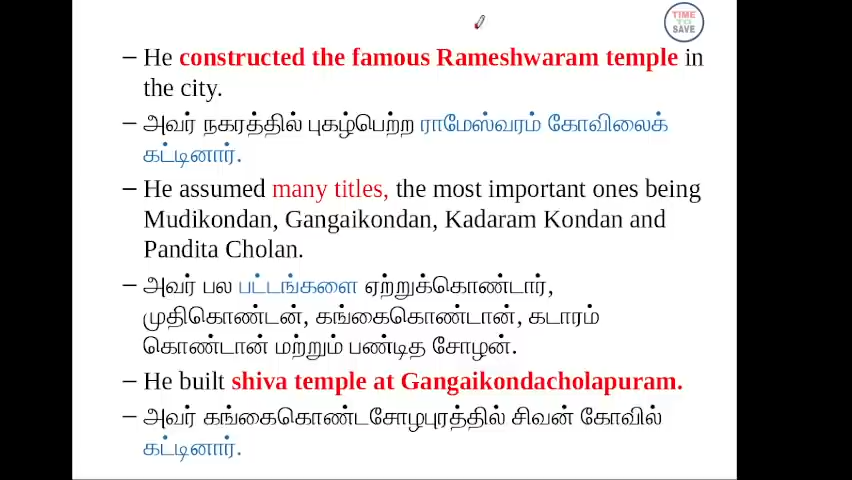 TIME
TO
SAVE
– He constructed the famous Rameshwaram temple in
the city.
– அவர் நகரத்தில் புகழ்பெற்ற ராமேஸ்வரம் கோவிலைக்
கட்டினார்.
– He assumed many titles, the most important ones being
Mudikondan, Gangaikondan, Kadaram Kondan and
Pandita Cholan.
– அவர் பல பட்டங்களை ஏற்றுக்கொண்டார்,
முதிகொண்டன், கங்கைகொண்டான், கடாரம்
கொண்டான் மற்றும் பண்டித சோழன்.
– He built shiva temple at Gangaikondacholapuram.
– அவர் கங்கைகொண்டசோழபுரத்தில் சிவன் கோவில்
கட்டினார்.